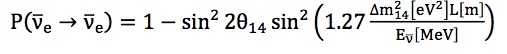 P(ν̅ₑ → ν̅ₑ) = 1 − sin² 2θ₁₄ sin² (1.27 Δm²₁₄[eV²]L[m] / E_ν̅[MeV])